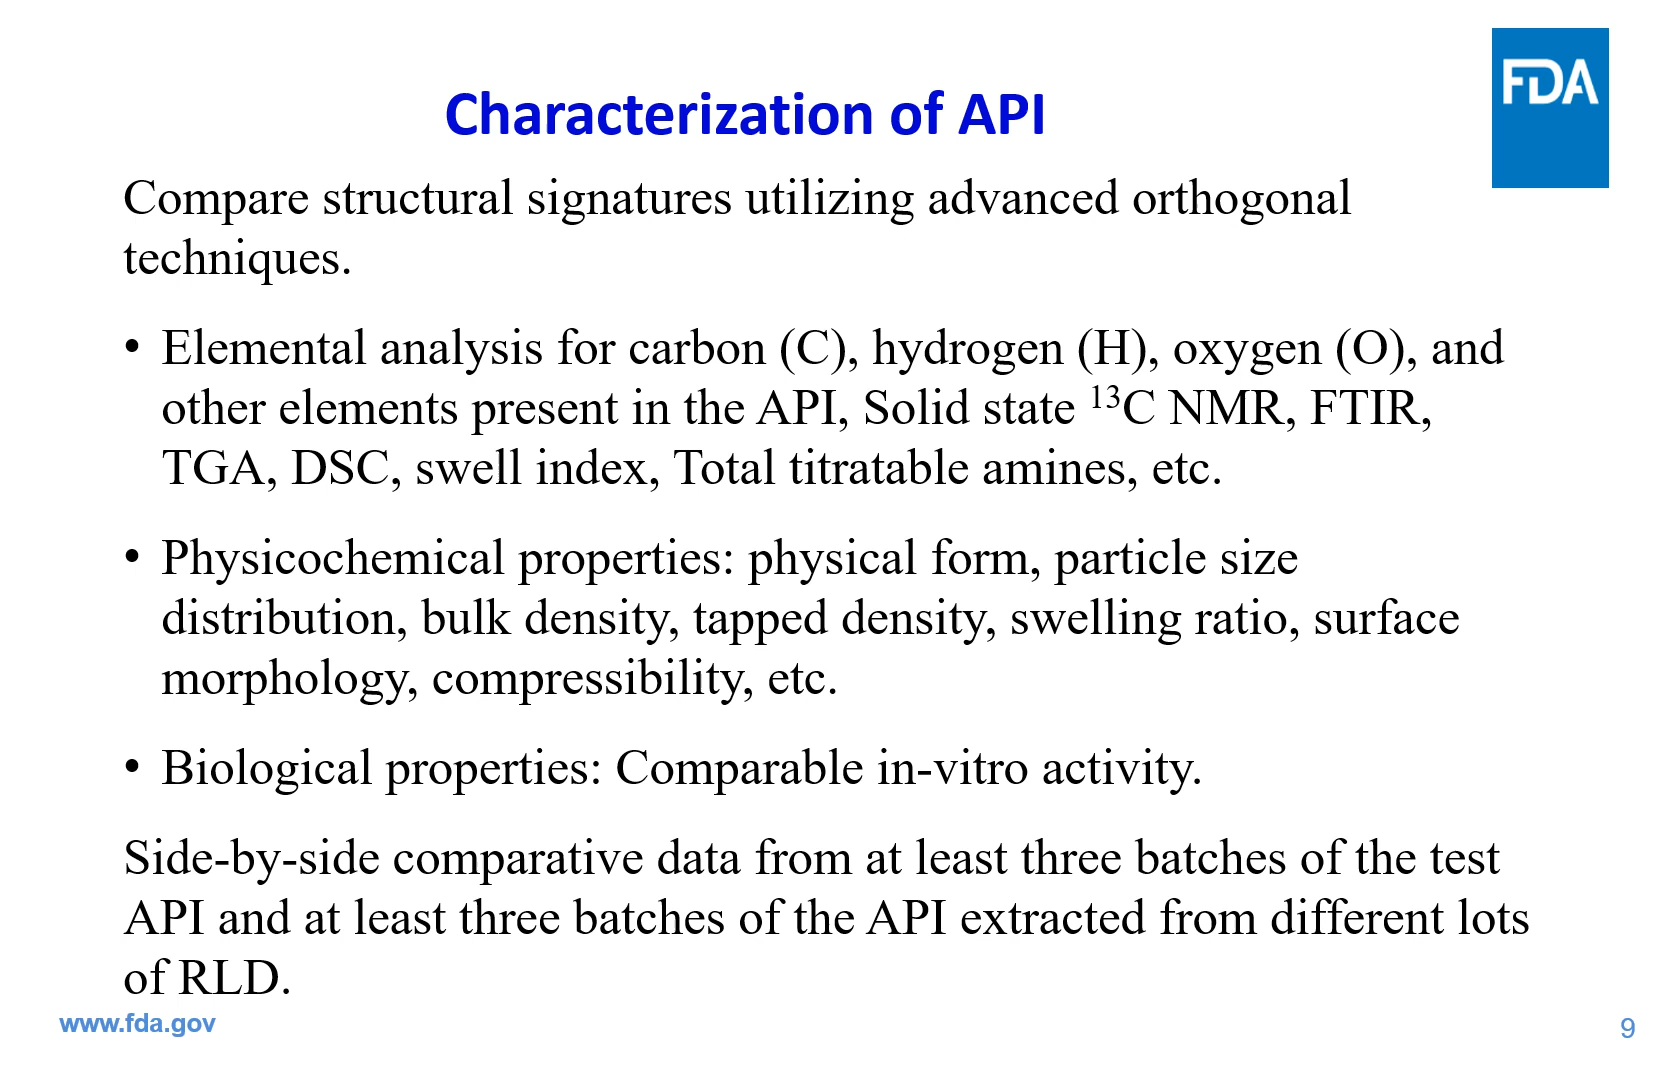 FDA
Characterization of API
Compare structural signatures utilizing advanced orthogonal
techniques.
• Elemental analysis for carbon (C), hydrogen (H), oxygen (O), and
other elements present in the API, Solid state ¹³C NMR, FTIR,
TGA, DSC, swell index, Total titratable amines, etc.
• Physicochemical properties: physical form, particle size
distribution, bulk density, tapped density, swelling ratio, surface
morphology, compressibility, etc.
• Biological properties: Comparable in-vitro activity.
Side-by-side comparative data from at least three batches of the test
API and at least three batches of the API extracted from different lots
of RLD.
www.fda.gov
9